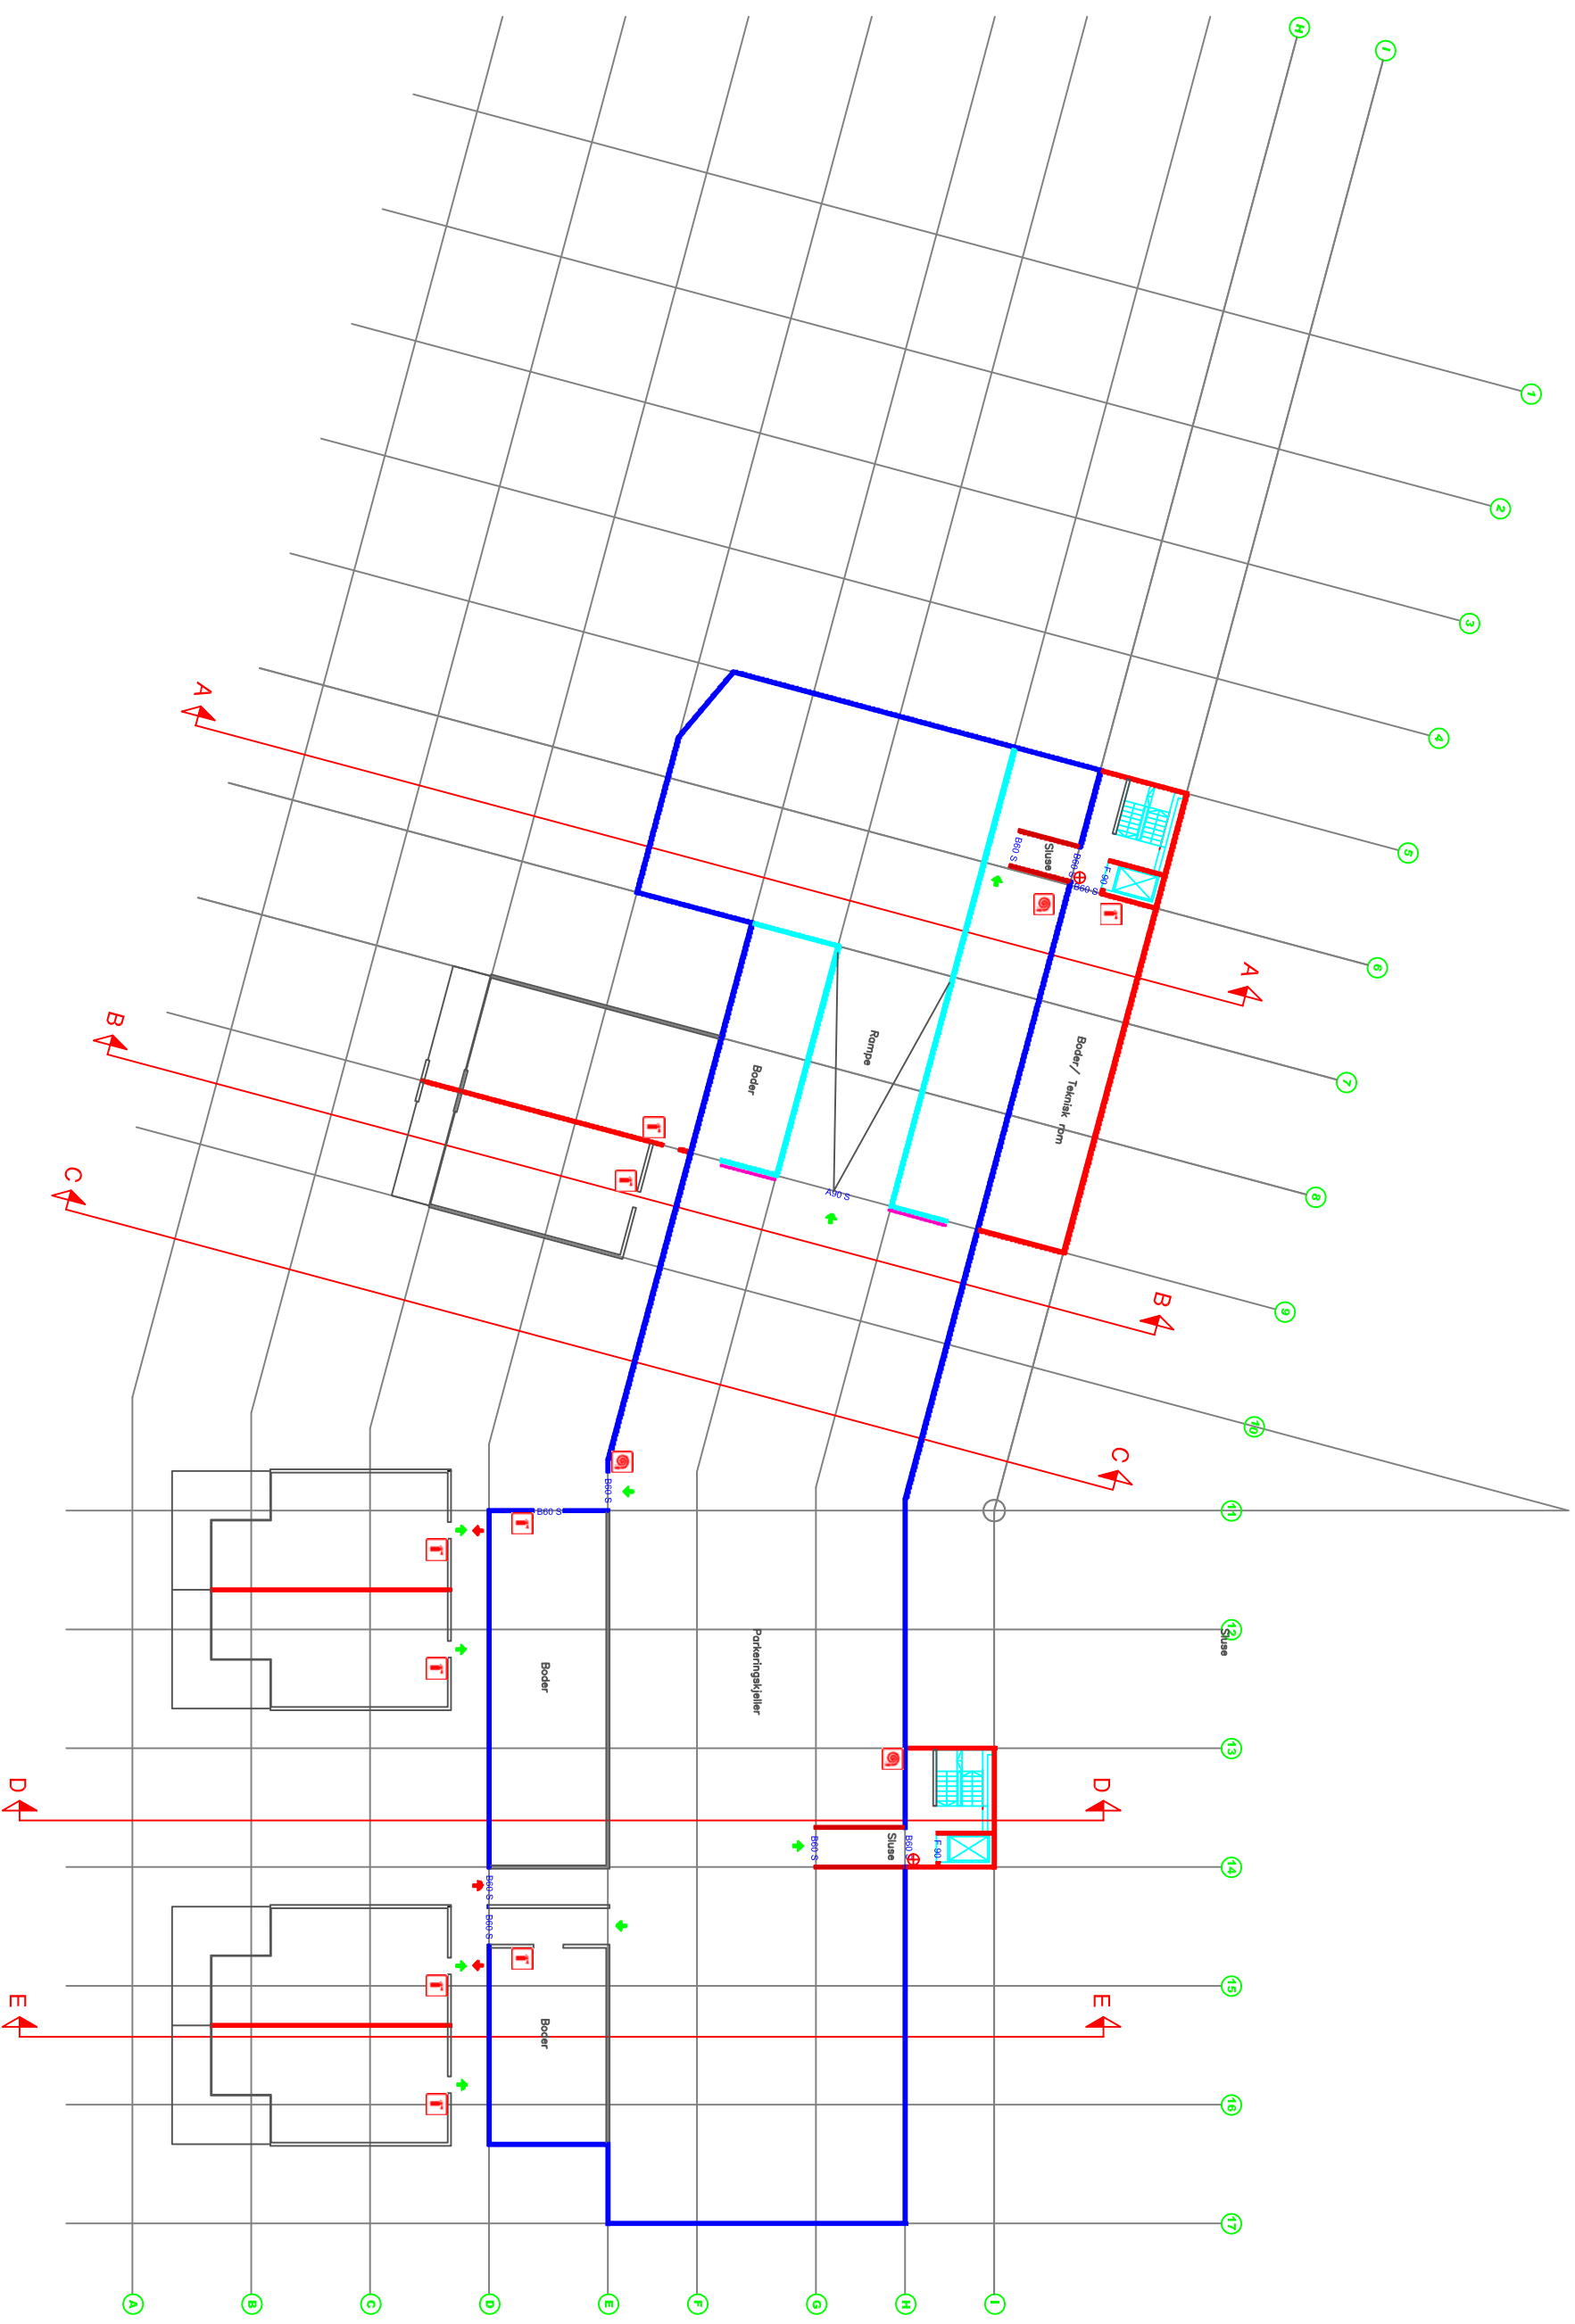 H
I
1
2
3
4
5
6
7
8
9
10
A
A
B
B
C
C
B60 S
Sluse
B60 S
F 90
B60 S
Rampe
Boder
Boder/ Teknisk rom
A90 S
B60 S
B60 S
11
12
Sluse
Parkeringskjeller
Boder
13
D
D
B60 S
Sluse
B60 S
F 90
14
B60 S
B60 S
15
E
E
Boder
16
17
A
B
C
D
E
F
G
H
I